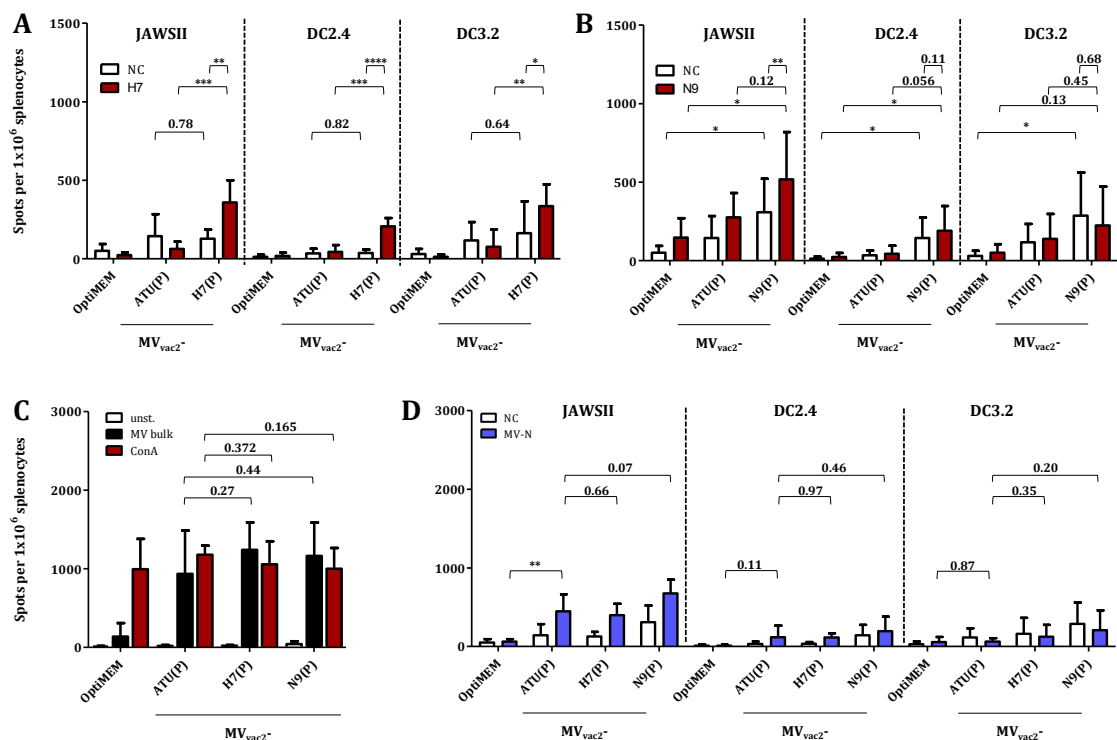 A
JAWSII DC2.4 DC3.2
Spots per 1x10⁶ splenocytes
1500
1000
500
0
NC
H7
** **** *
*** *** **
0.78 0.82 0.64
OptiMEM ATU(P) H7(P) OptiMEM ATU(P) H7(P) OptiMEM ATU(P) H7(P)
MVvac2- MVvac2- MVvac2-
B
JAWSII DC2.4 DC3.2
1500
1000
500
0
NC
N9
** 0.11 0.68
0.12 0.056 0.45
* * 0.13
* * *
OptiMEM ATU(P) N9(P) OptiMEM ATU(P) N9(P) OptiMEM ATU(P) N9(P)
MVvac2- MVvac2- MVvac2-
C
Spots per 1x10⁶ splenocytes
3000
2000
1000
0
unst.
MV bulk
ConA
0.165
0.372
0.44
0.27
OptiMEM ATU(P) H7(P) N9(P)
MVvac2-
D
JAWSII DC2.4 DC3.2
3000
2000
1000
0
NC
MV-N
0.07 0.46 0.20
0.66 0.97 0.35
** 0.11 0.87
OptiMEM ATU(P) H7(P) N9(P) OptiMEM ATU(P) H7(P) N9(P) OptiMEM ATU(P) H7(P) N9(P)
MVvac2- MVvac2- MVvac2-